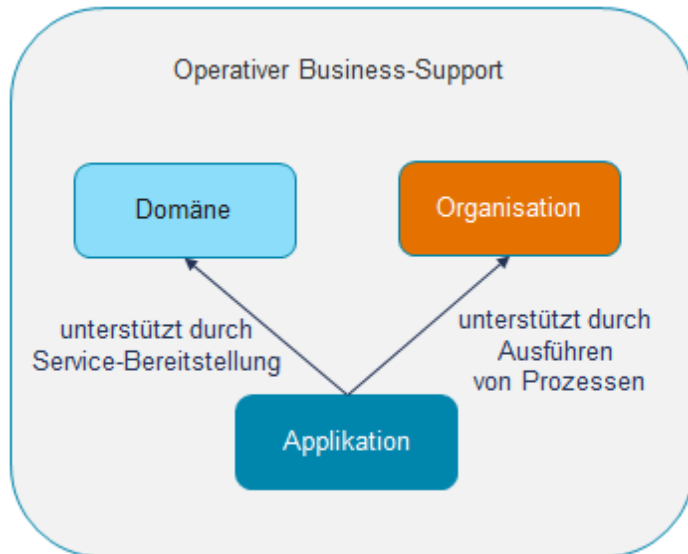 Operativer Business-Support
Domäne
Organisation
unterstützt durch
Service-Bereitstellung
unterstützt durch
Ausführen
von Prozessen
Applikation